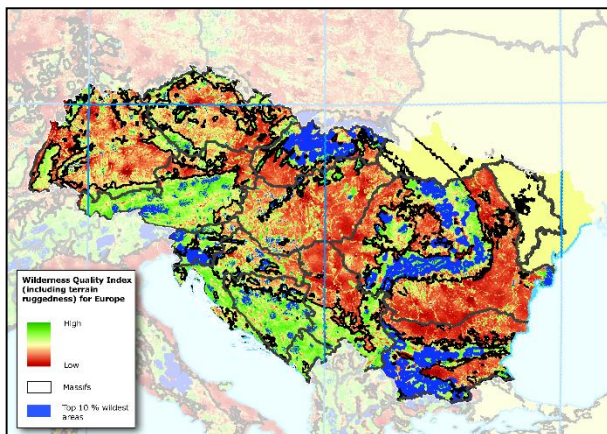 Wilderness Quality Index
(including terrain
ruggedness) for Europe
High
Low
Massifs
Top 10 % wildest
areas